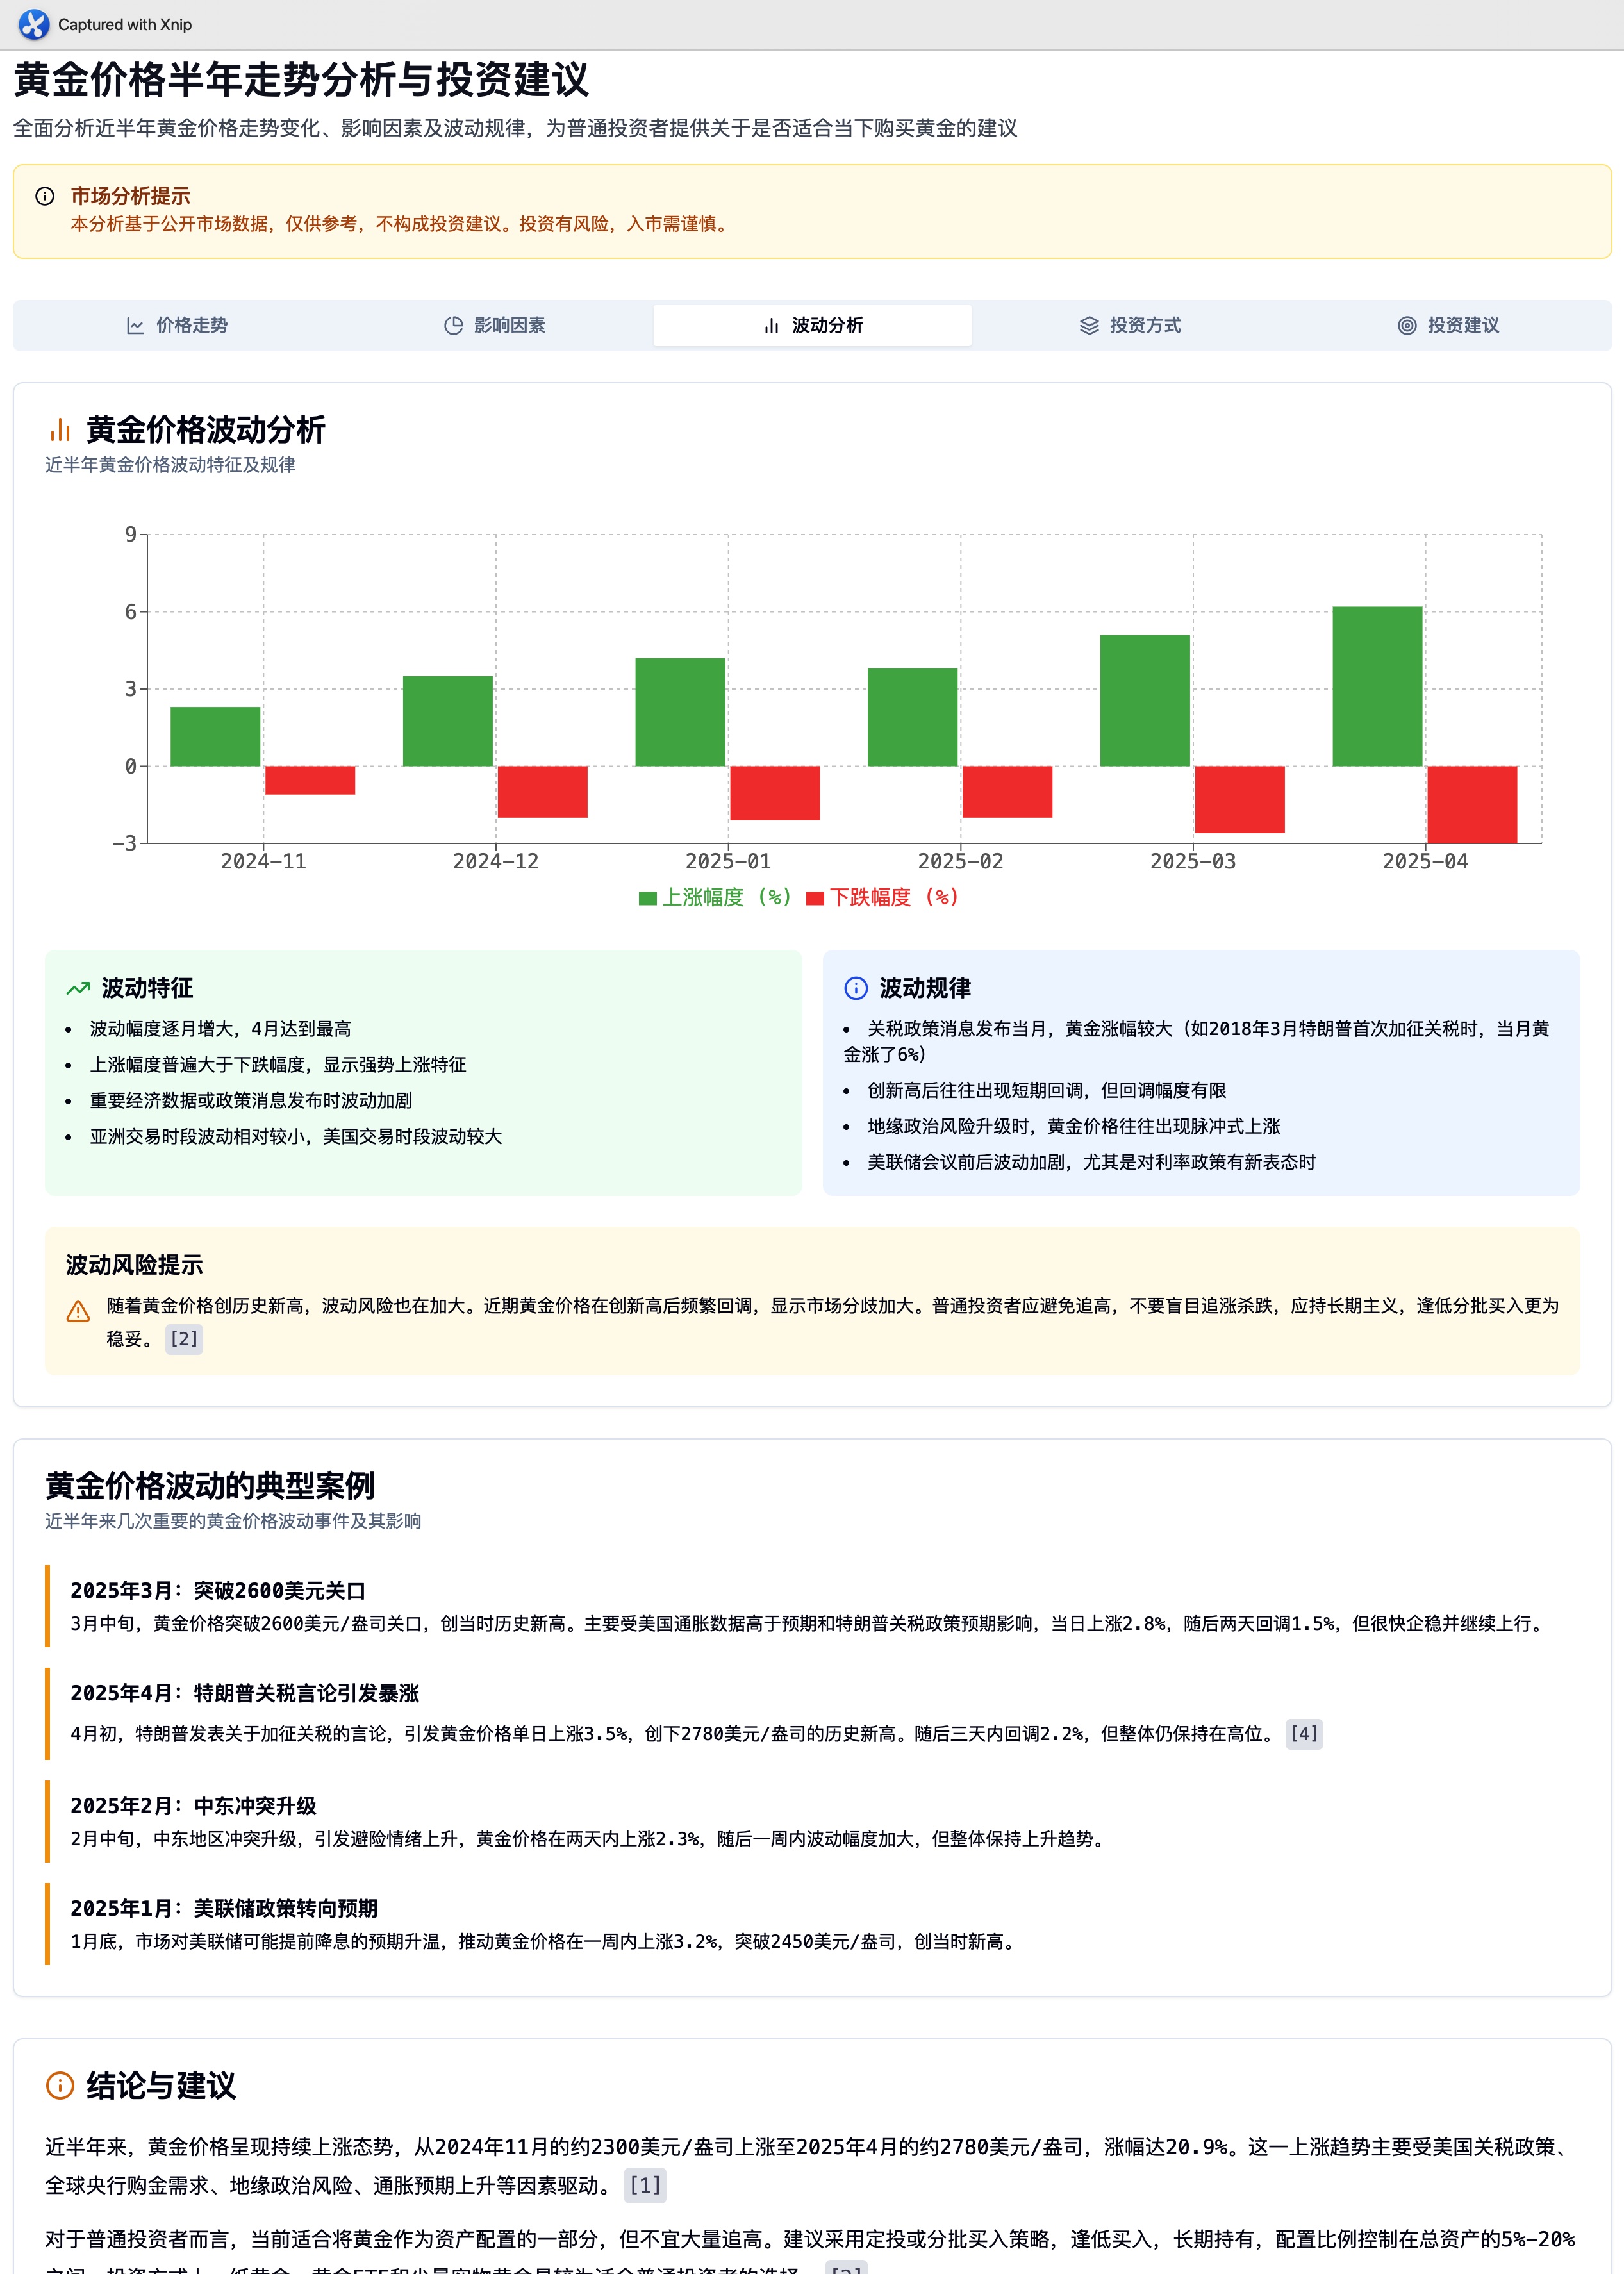 Captured with Xnip
黄金价格半年走势分析与投资建议
全面分析近半年黄金价格走势变化、影响因素及波动规律，为普通投资者提供关于是否适合当下购买黄金的建议
市场分析提示
本分析基于公开市场数据，仅供参考，不构成投资建议。投资有风险，入市需谨慎。
价格走势
影响因素
波动分析
投资方式
投资建议
黄金价格波动分析
近半年黄金价格波动特征及规律
9
6
3
0
-3
2024-11
2024-12
2025-01
2025-02
2025-03
2025-04
上涨幅度 (%)
下跌幅度 (%)
波动特征
• 波动幅度逐月增大，4月达到最高
• 上涨幅度普遍大于下跌幅度，显示强势上涨特征
• 重要经济数据或政策消息发布时波动加剧
• 亚洲交易时段波动相对较小，美国交易时段波动较大
波动规律
• 关税政策消息发布当月，黄金涨幅较大（如2018年3月特朗普首次加征关税时，当月黄
金涨了6%）
• 创新高后往往出现短期回调，但回调幅度有限
• 地缘政治风险升级时，黄金价格往往出现脉冲式上涨
• 美联储会议前后波动加剧，尤其是对利率政策有新表态时
波动风险提示
随着黄金价格创历史新高，波动风险也在加大。近期黄金价格在创新高后频繁回调，显示市场分歧加大。普通投资者应避免追高，不要盲目追涨杀跌，应持长期主义，逢低分批买入更为
稳妥。 [2]
黄金价格波动的典型案例
近半年来几次重要的黄金价格波动事件及其影响
2025年3月：突破2600美元关口
3月中旬，黄金价格突破2600美元/盎司关口，创当时历史新高。主要受美国通胀数据高于预期和特朗普关税政策预期影响，当日上涨2.8%，随后两天回调1.5%，但很快企稳并继续上行。
2025年4月：特朗普关税言论引发暴涨
4月初，特朗普发表关于加征关税的言论，引发黄金价格单日上涨3.5%，创下2780美元/盎司的历史新高。随后三天内回调2.2%，但整体仍保持在高位。 [4]
2025年2月：中东冲突升级
2月中旬，中东地区冲突升级，引发避险情绪上升，黄金价格在两天内上涨2.3%，随后一周内波动幅度加大，但整体保持上升趋势。
2025年1月：美联储政策转向预期
1月底，市场对美联储可能提前降息的预期升温，推动黄金价格在一周内上涨3.2%，突破2450美元/盎司，创当时新高。
结论与建议
近半年来，黄金价格呈现持续上涨态势，从2024年11月的约2300美元/盎司上涨至2025年4月的约2780美元/盎司，涨幅达20.9%。这一上涨趋势主要受美国关税政策、
全球央行购金需求、地缘政治风险、通胀预期上升等因素驱动。 [1]
对于普通投资者而言，当前适合将黄金作为资产配置的一部分，但不宜大量追高。建议采用定投或分批买入策略，逢低买入，长期持有，配置比例控制在总资产的5%-20%